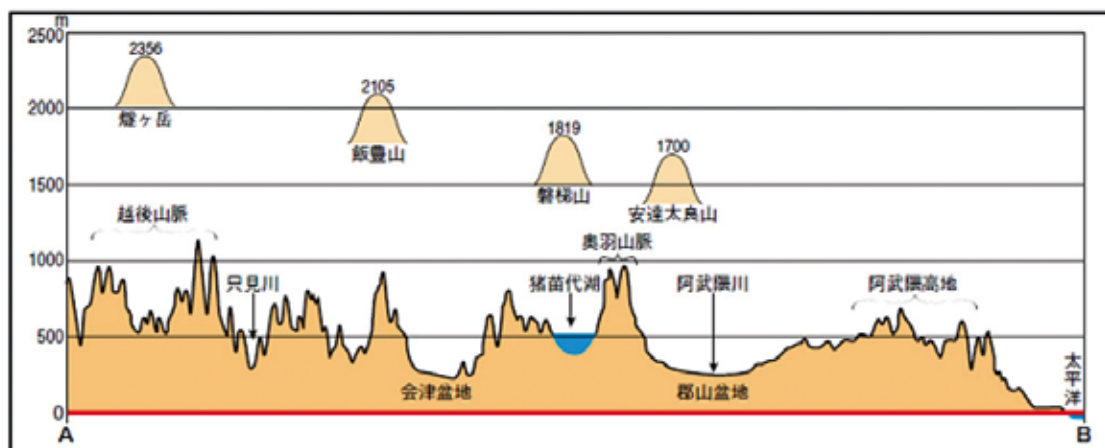 m
2500
2000
1500
1000
500
0
2356
燧ヶ岳
2105
飯豊山
1819
磐梯山
1700
安達太良山
越後山脈
只見川
猪苗代湖
奥羽山脈
阿武隈川
阿武隈高地
会津盆地
郡山盆地
太平洋
A
B